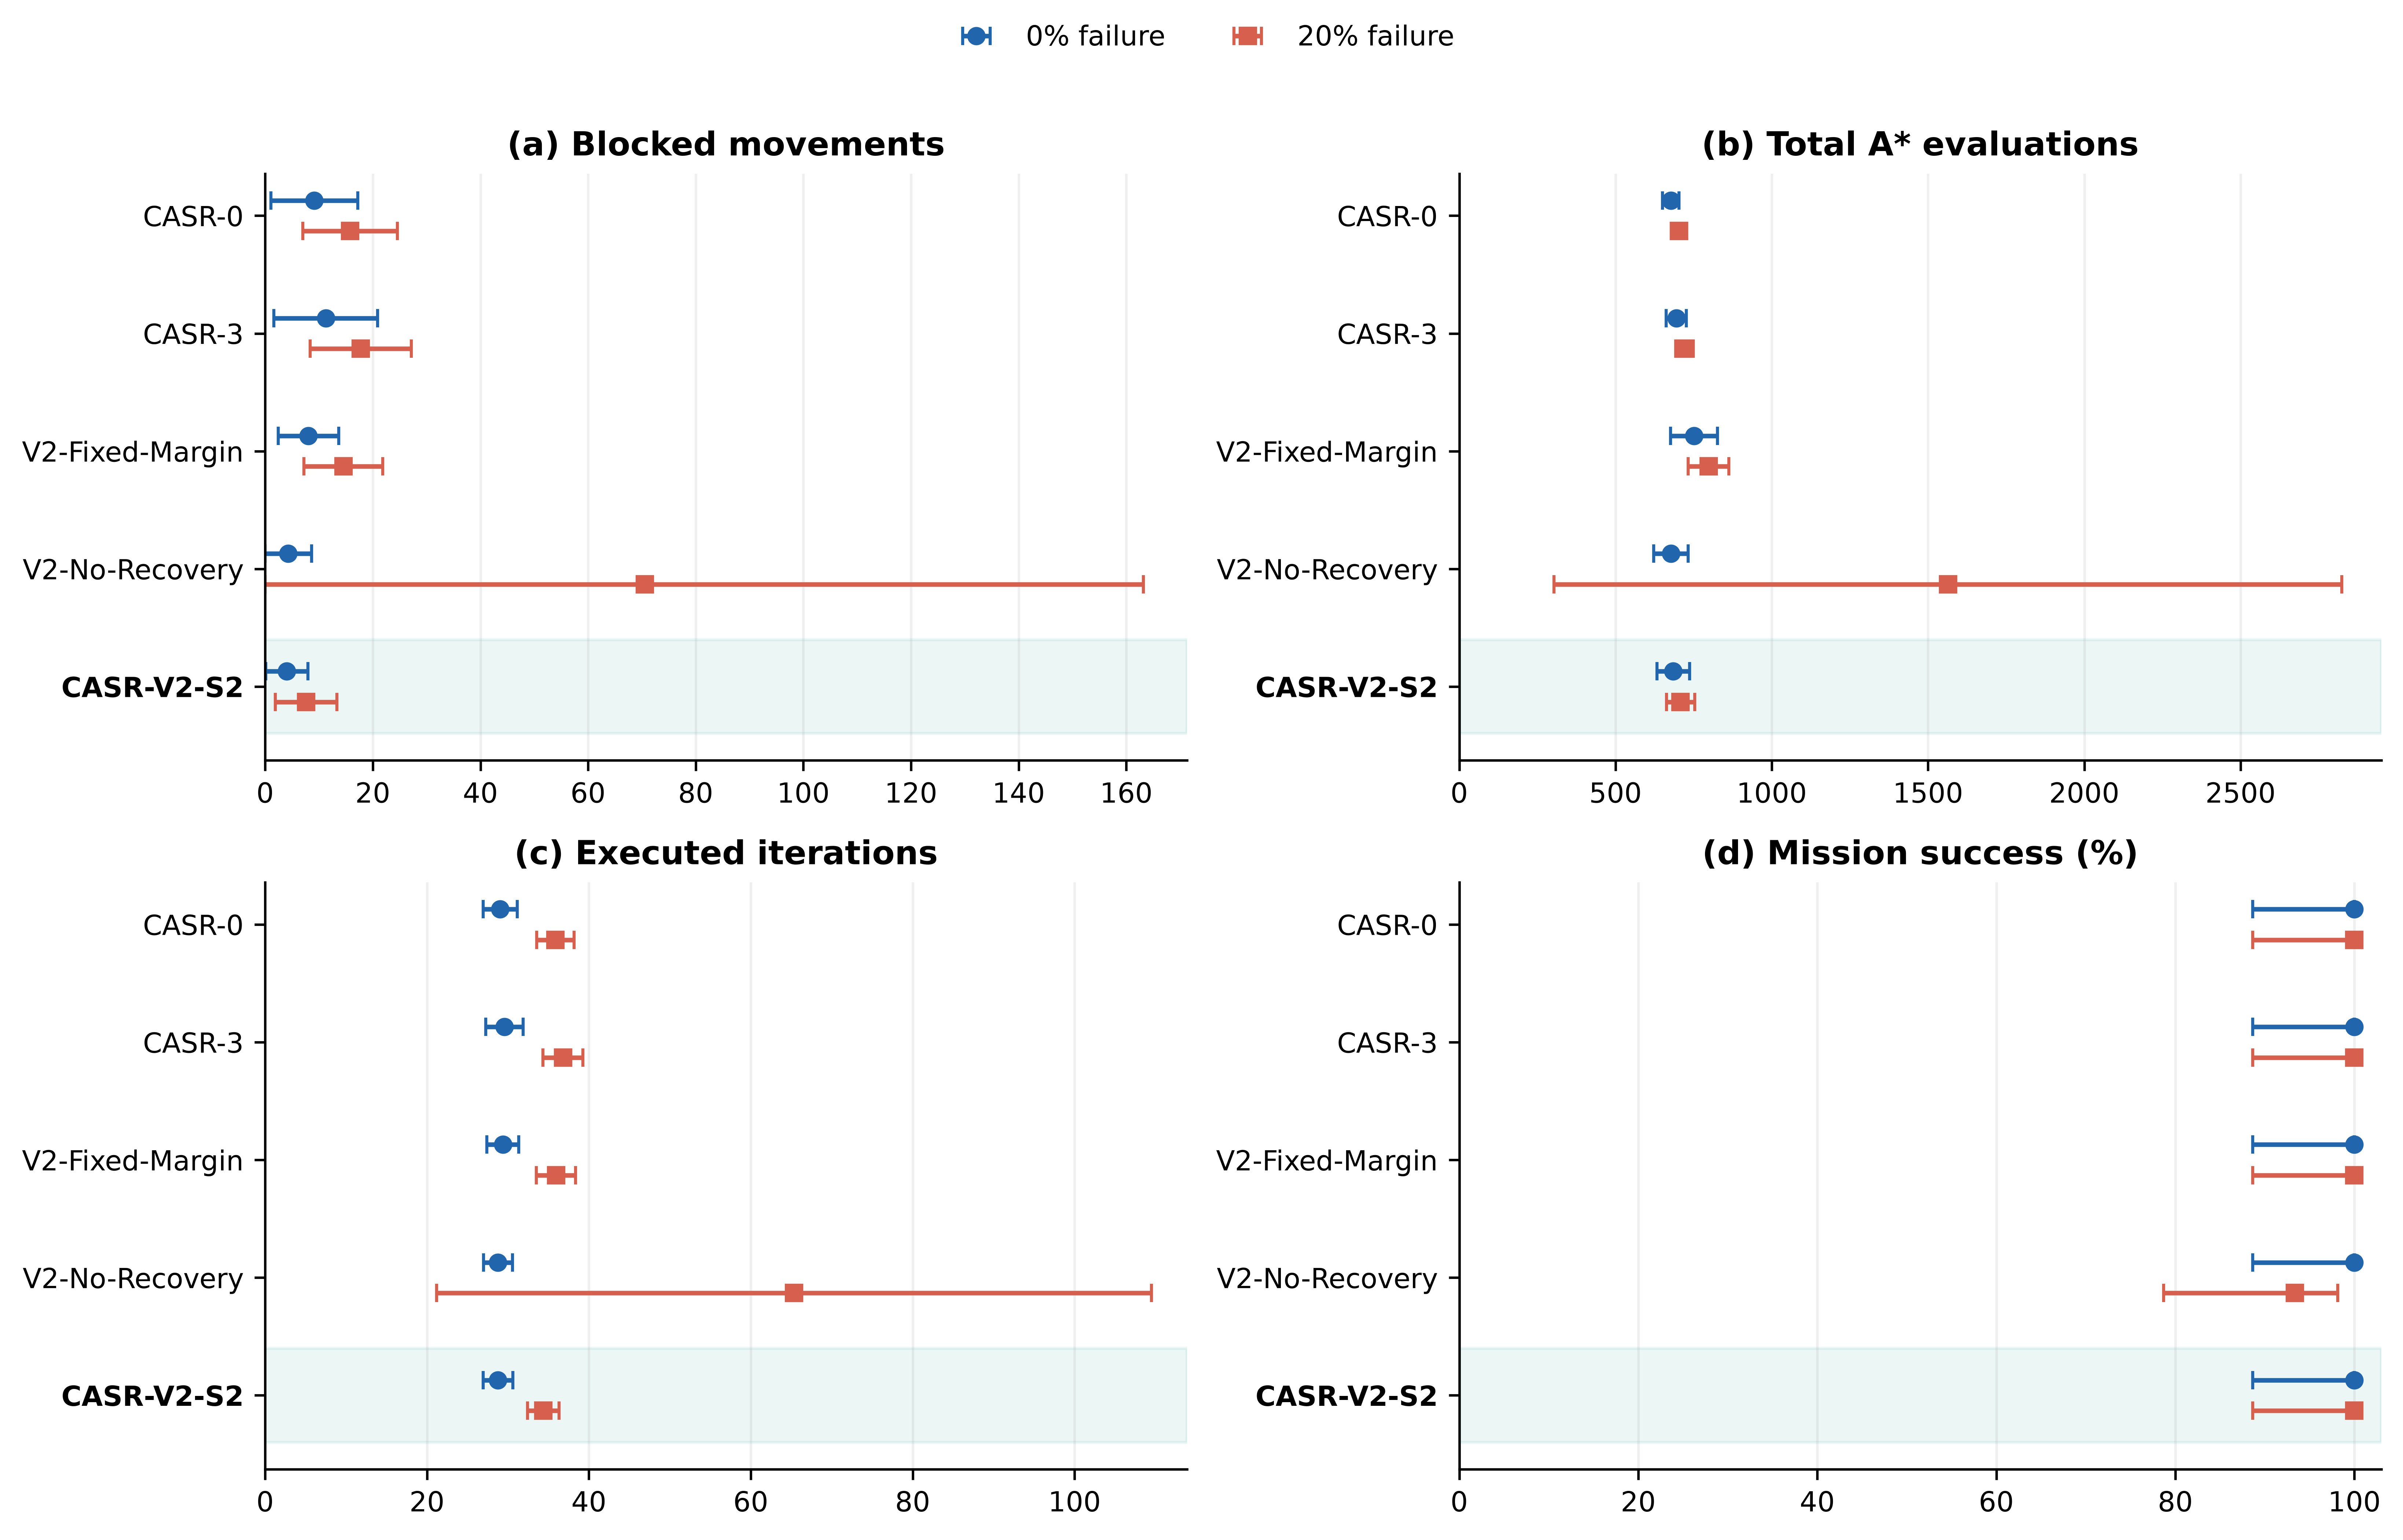 0% failure
20% failure
(a) Blocked movements
CASR-0
CASR-3
V2-Fixed-Margin
V2-No-Recovery
CASR-V2-S2
0 20 40 60 80 100 120 140 160
(b) Total A* evaluations
CASR-0
CASR-3
V2-Fixed-Margin
V2-No-Recovery
CASR-V2-S2
0 500 1000 1500 2000 2500
(c) Executed iterations
CASR-0
CASR-3
V2-Fixed-Margin
V2-No-Recovery
CASR-V2-S2
0 20 40 60 80 100
(d) Mission success (%)
CASR-0
CASR-3
V2-Fixed-Margin
V2-No-Recovery
CASR-V2-S2
0 20 40 60 80 100